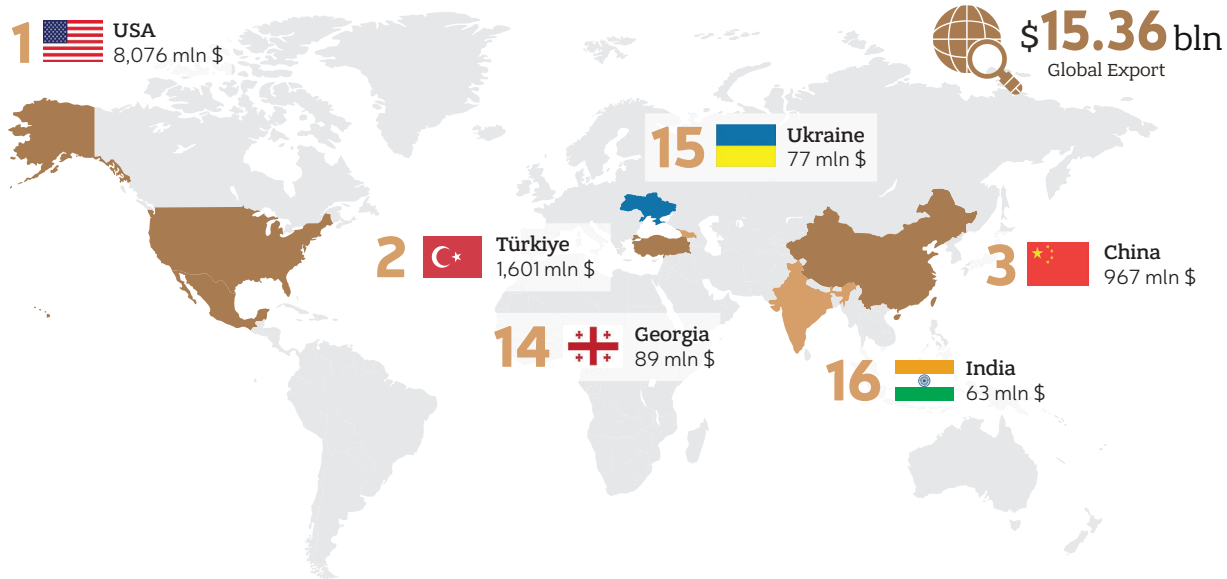 1 USA
8,076 mln $
$15.36 bln
Global Export
15 Ukraine
77 mln $
2 Türkiye
1,601 mln $
3 China
967 mln $
14 Georgia
89 mln $
16 India
63 mln $